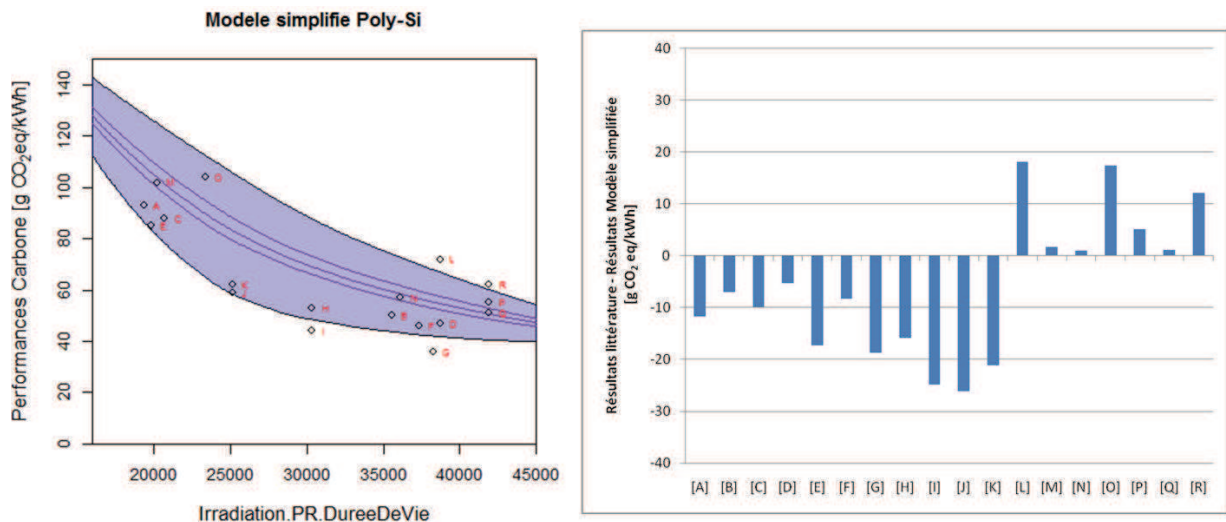 Modele simplifie Poly-Si
Performances Carbone [g CO₂eq/kWh]
140
120
100
80
60
40
20
0
A
C
E
K
L
R
H
I
F
G
20000
25000
30000
35000
40000
45000
Irradiation.PR.DureeDeVie
Résultats littérature - Résultats Modèle simplifiée
[g CO₂ eq/kWh]
40
30
20
10
0
-10
-20
-30
-40
[A] [B] [C] [D] [E] [F] [G] [H] [I] [J] [K] [L] [M] [N] [O] [P] [Q] [R]